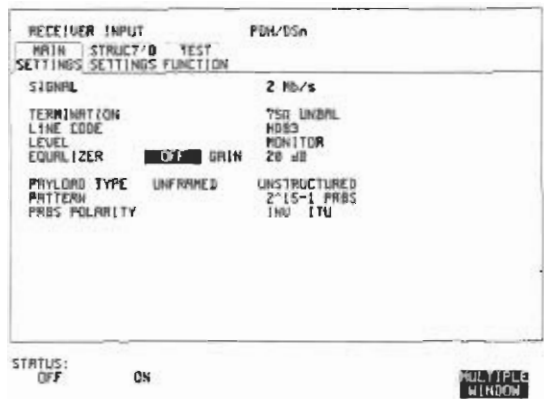 RECEIVER INPUT PDH/DSn
MAIN STRUCT'D TEST
SETTINGS SETTINGS FUNCTION
SIGNAL 2 Mb/s
TERMINATION 75Ω UNBAL
LINE CODE HDB3
LEVEL MONITOR
EQUALIZER OFF GAIN 20 dB
PAYLOAD TYPE UNFRAMED UNSTRUCTURED
PATTERN 2^15-1 PRBS
PRBS POLARITY INV ITU
STATUS:
OFF ON
MULTIPLE
WINDOW